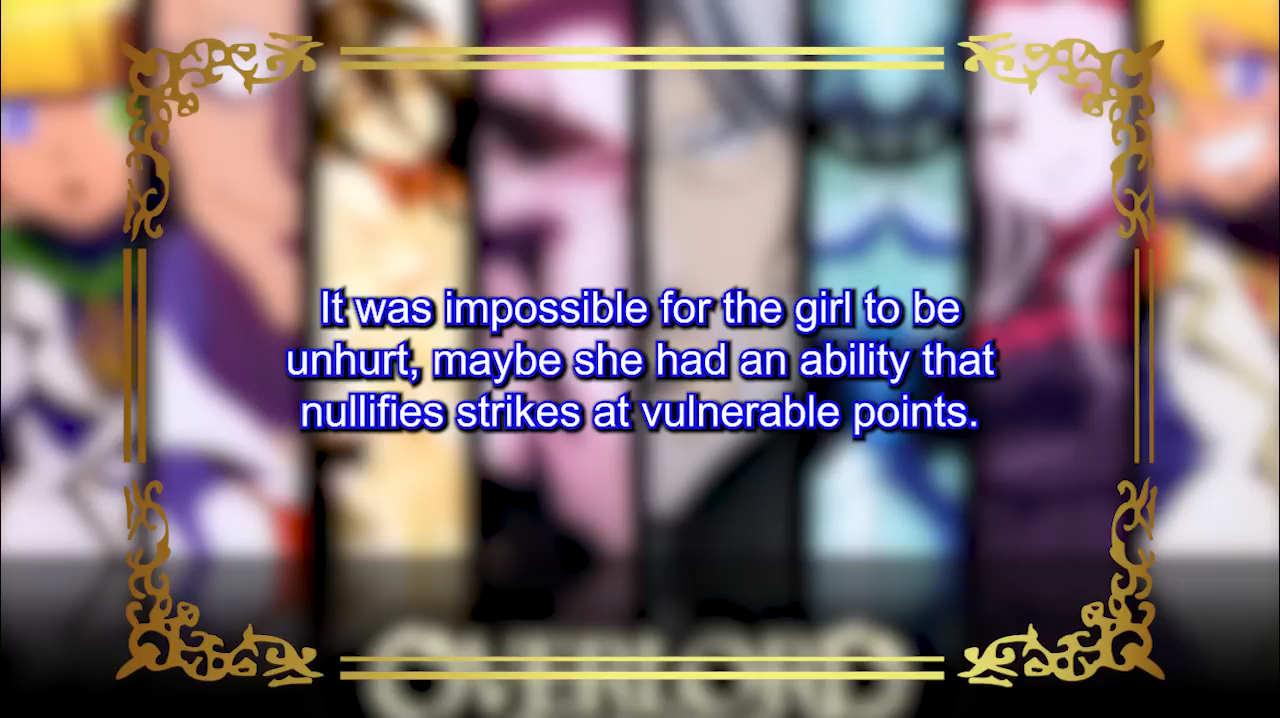 It was impossible for the girl to be
unhurt, maybe she had an ability that
nullifies strikes at vulnerable points.
OVERLORD